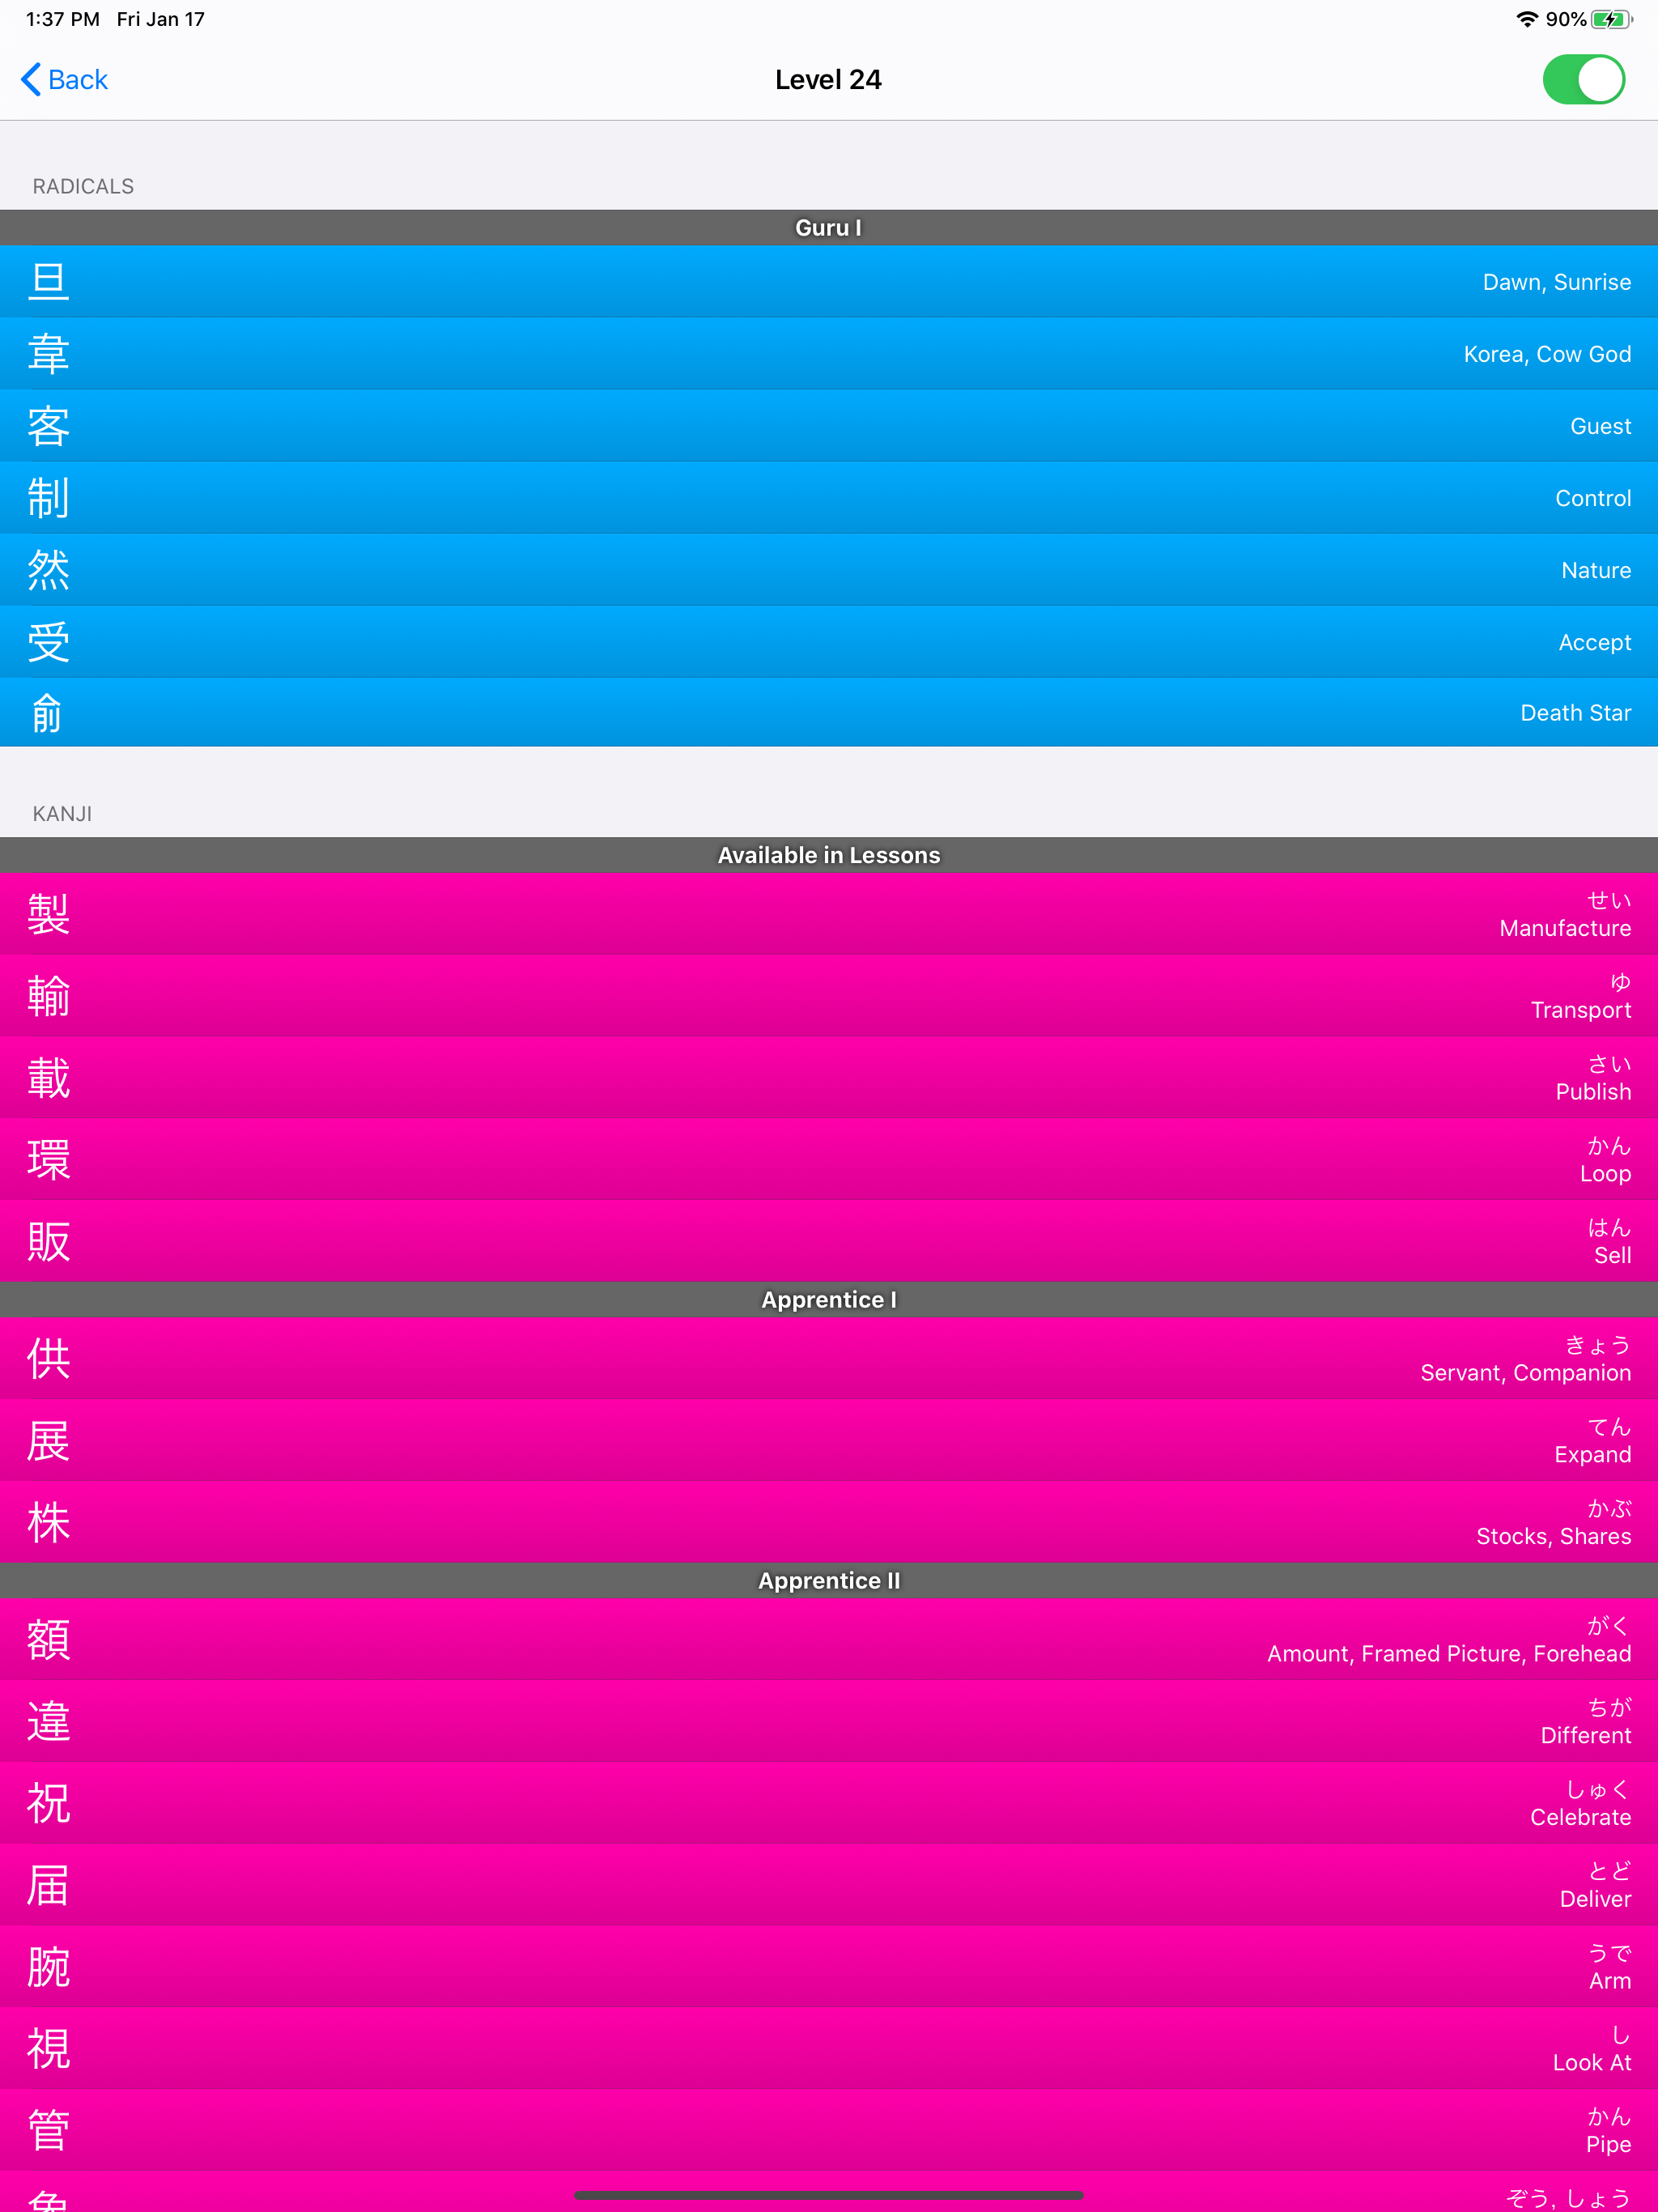 1:37 PM Fri Jan 17 90%
Back Level 24
RADICALS
Guru I
旦 Dawn, Sunrise
韋 Korea, Cow God
客 Guest
制 Control
然 Nature
受 Accept
俞 Death Star
KANJI
Available in Lessons
製 せい
Manufacture
輸 ゆ
Transport
載 さい
Publish
環 かん
Loop
販 はん
Sell
Apprentice I
供 きょう
Servant, Companion
展 てん
Expand
株 かぶ
Stocks, Shares
Apprentice II
額 がく
Amount, Framed Picture, Forehead
違 ちが
Different
祝 しゅく
Celebrate
届 とど
Deliver
腕 うで
Arm
視 し
Look At
管 かん
Pipe
ぞう, しょう